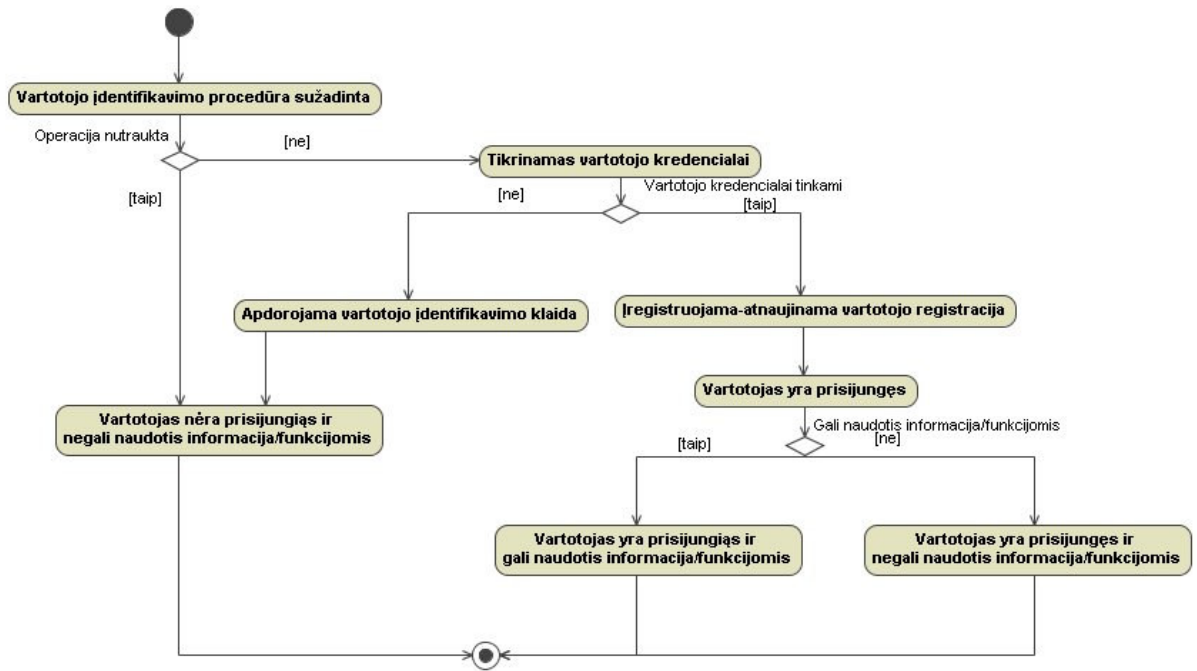 Vartotojo įdentifikavimo procedūra sužadinta
Operacija nutraukta
[ne]
Tikrinamas vartotojo kredencialai
[taip]
Vartotojo kredencialai tinkami
[ne]
[taip]
Apdorojama vartotojo įdentifikavimo klaida
Įregistruojama-atnaujinama vartotojo registracija
Vartotojas yra prisijungęs
Vartotojas nėra prisijungiąs ir
negali naudotis informacija/funkcijomis
Gali naudotis informacija/funkcijomis
[taip]
[ne]
Vartotojas yra prisijungiąs ir
gali naudotis informacija/funkcijomis
Vartotojas yra prisijungęs ir
negali naudotis informacija/funkcijomis